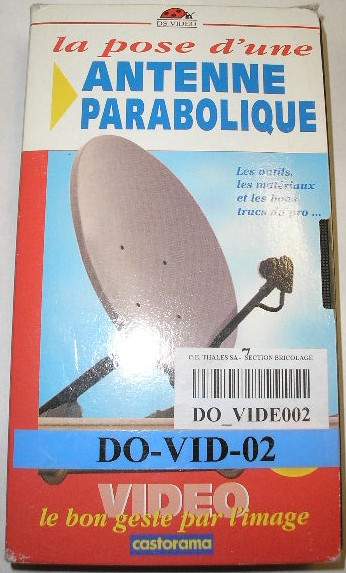 DS VIDEO
la pose d'une
ANTENNE
PARABOLIQUE
Les outils,
les matériaux
et les bons
trucs du pro ...
7
C.E. THALES SA - SECTION BRICOLAGE
DO_VIDE002
DO-VID-02
VIDEO
le bon geste par l'image
castorama